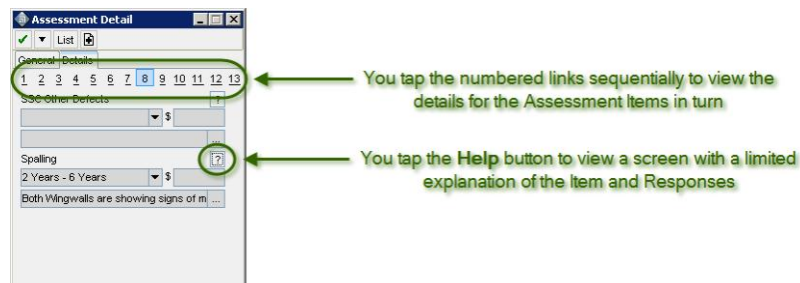 Assessment Detail
List
General Details
1 2 3 4 5 6 7 8 9 10 11 12 13
SSC Other Defects ?
$
...
Spalling ?
2 Years - 6 Years $
Both Wingwalls are showing signs of m ...
You tap the numbered links sequentially to view the
details for the Assessment Items in turn
You tap the Help button to view a screen with a limited
explanation of the Item and Responses